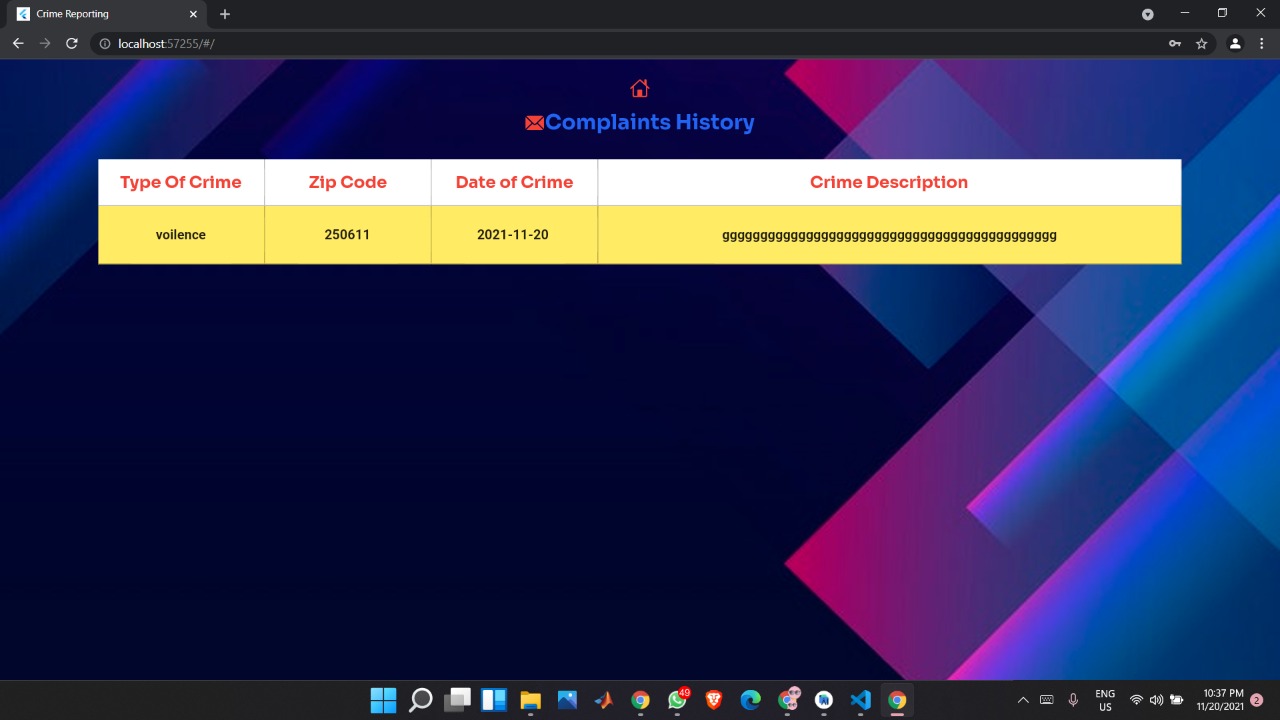 Crime Reporting
localhost:57255/#/
Complaints History
Type Of Crime Zip Code Date of Crime Crime Description
voilence 250611 2021-11-20 gggggggggggggggggggggggggggggggggggggggggggg
49
ENG 10:37 PM
US 11/20/2021 2